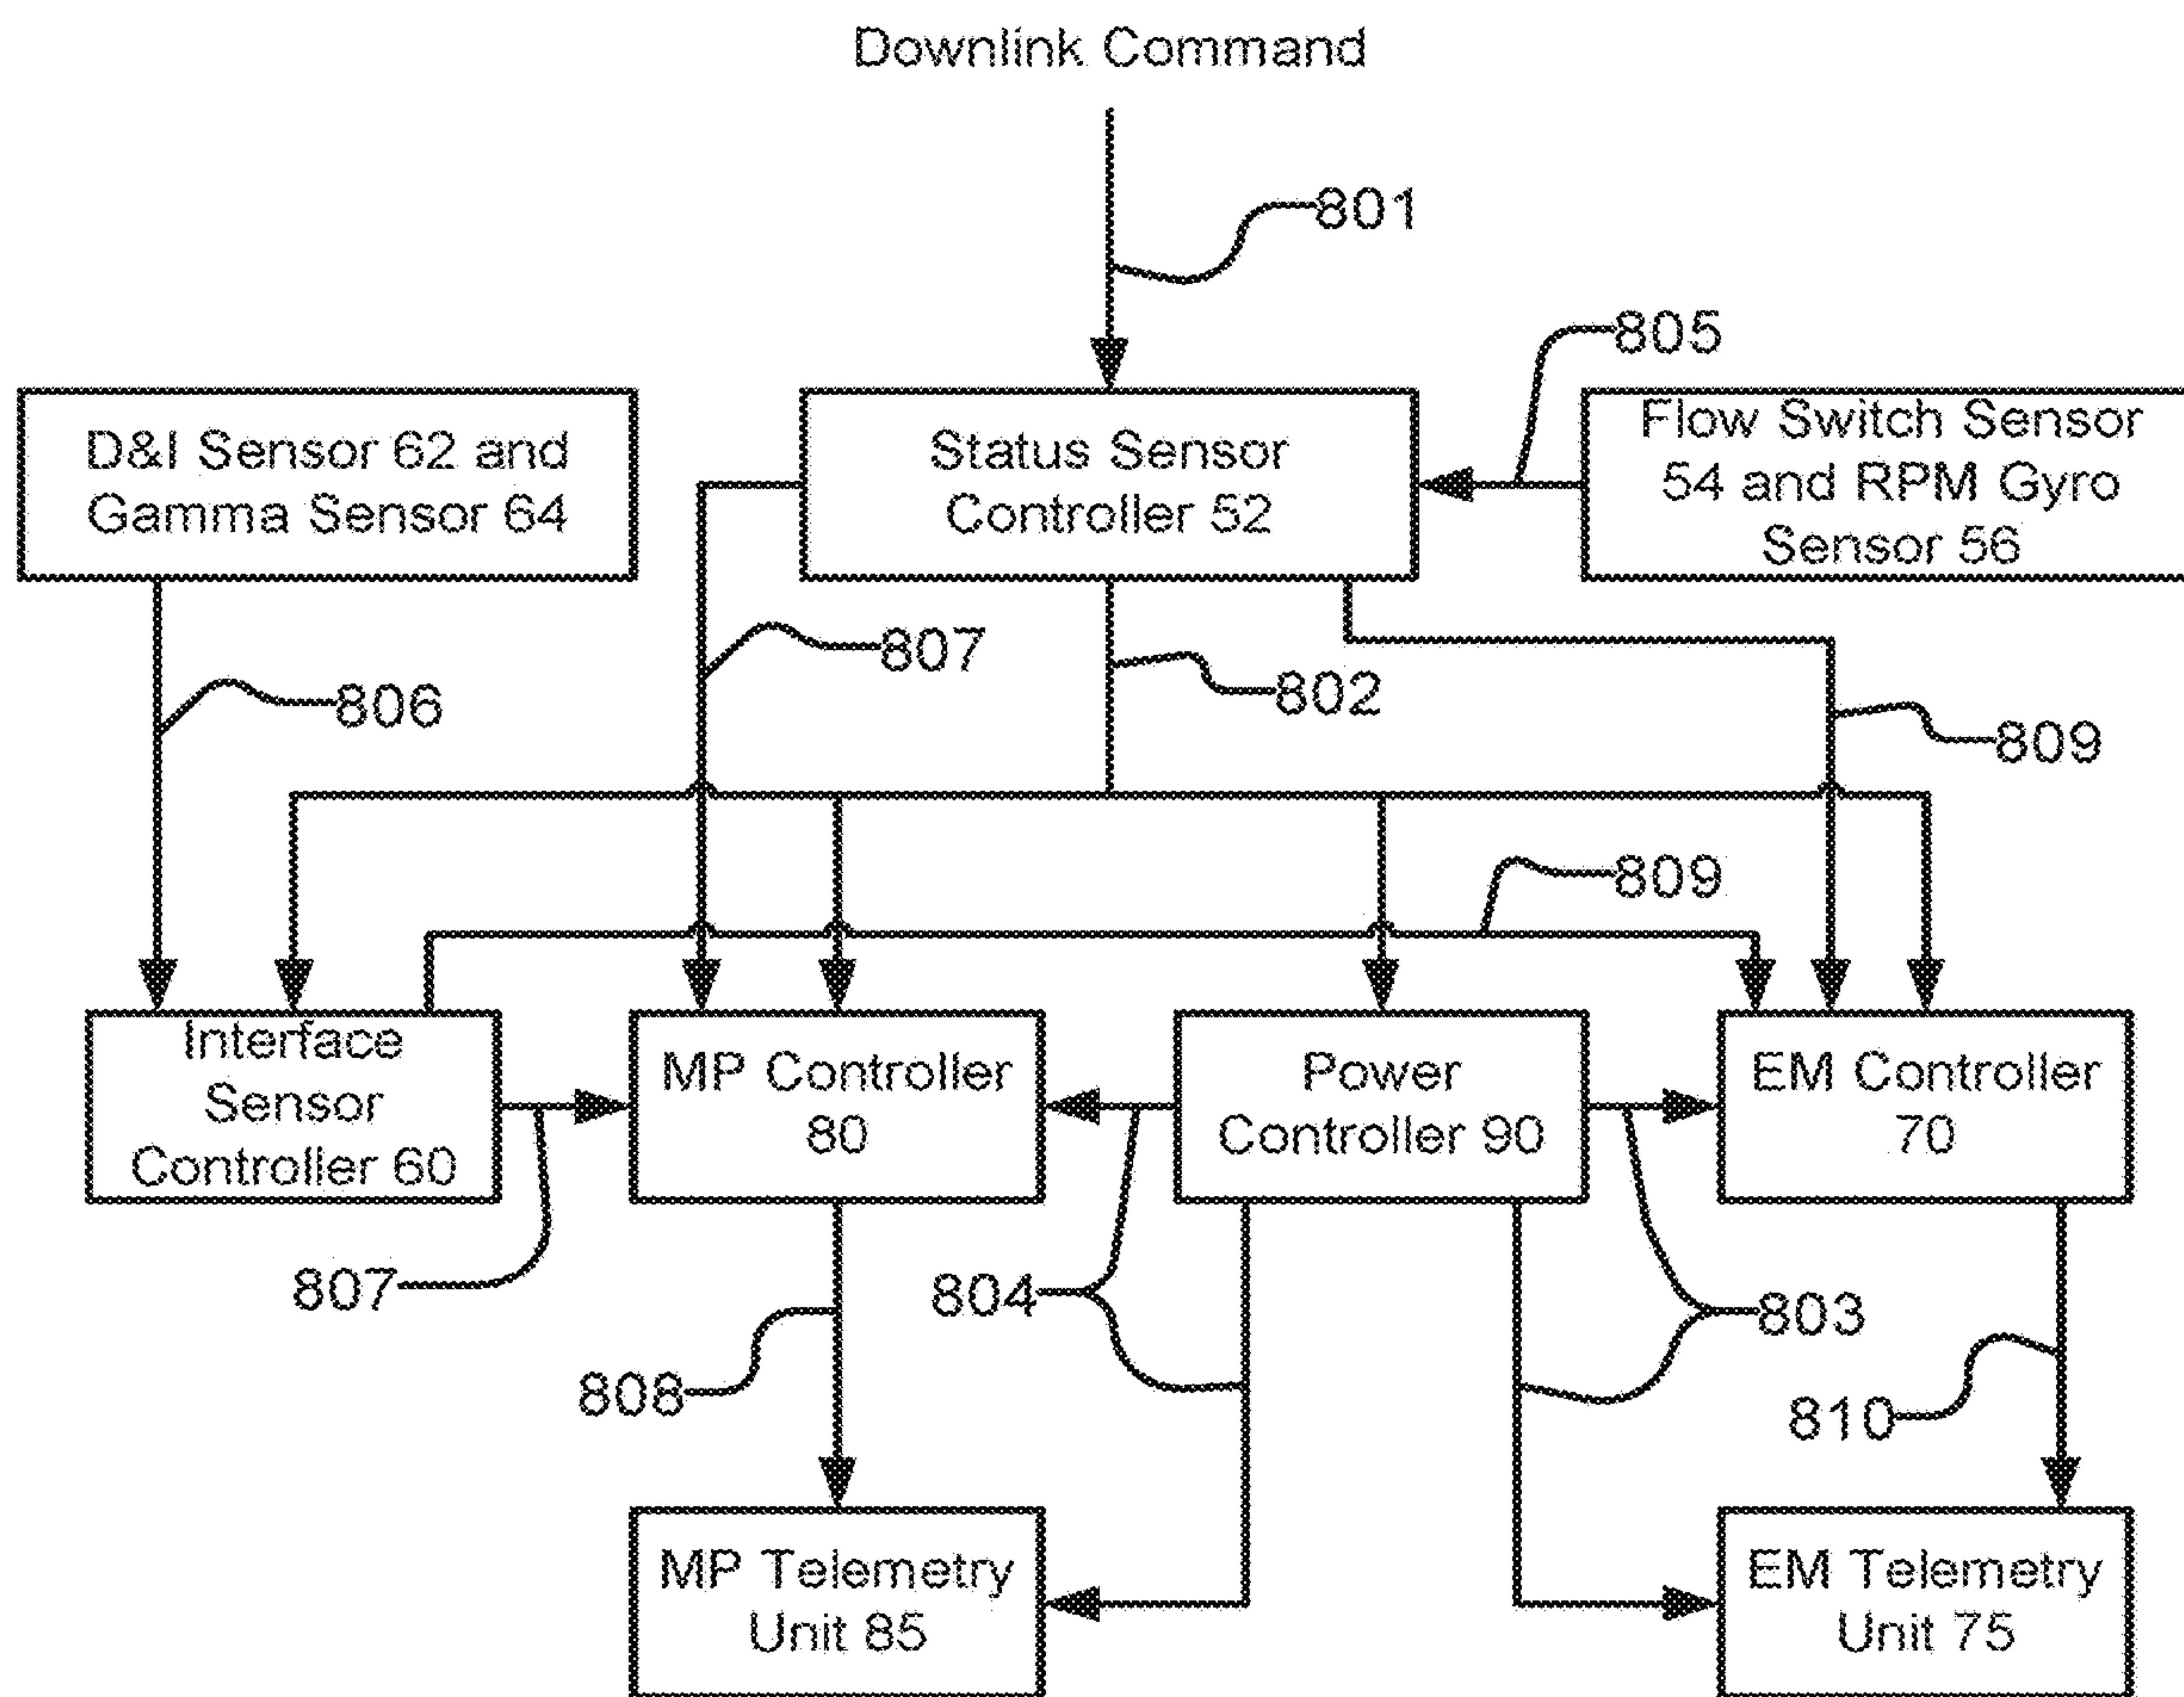 Downlink Command
801
805
D&I Sensor 62 and
Gamma Sensor 64
Status Sensor
Controller 52
Flow Switch Sensor
54 and RPM Gyro
Sensor 56
807
802
806
809
809
Interface
Sensor
Controller 60
MP Controller
80
Power
Controller 90
EM Controller
70
807
804
803
808
810
MP Telemetry
Unit 85
EM Telemetry
Unit 75